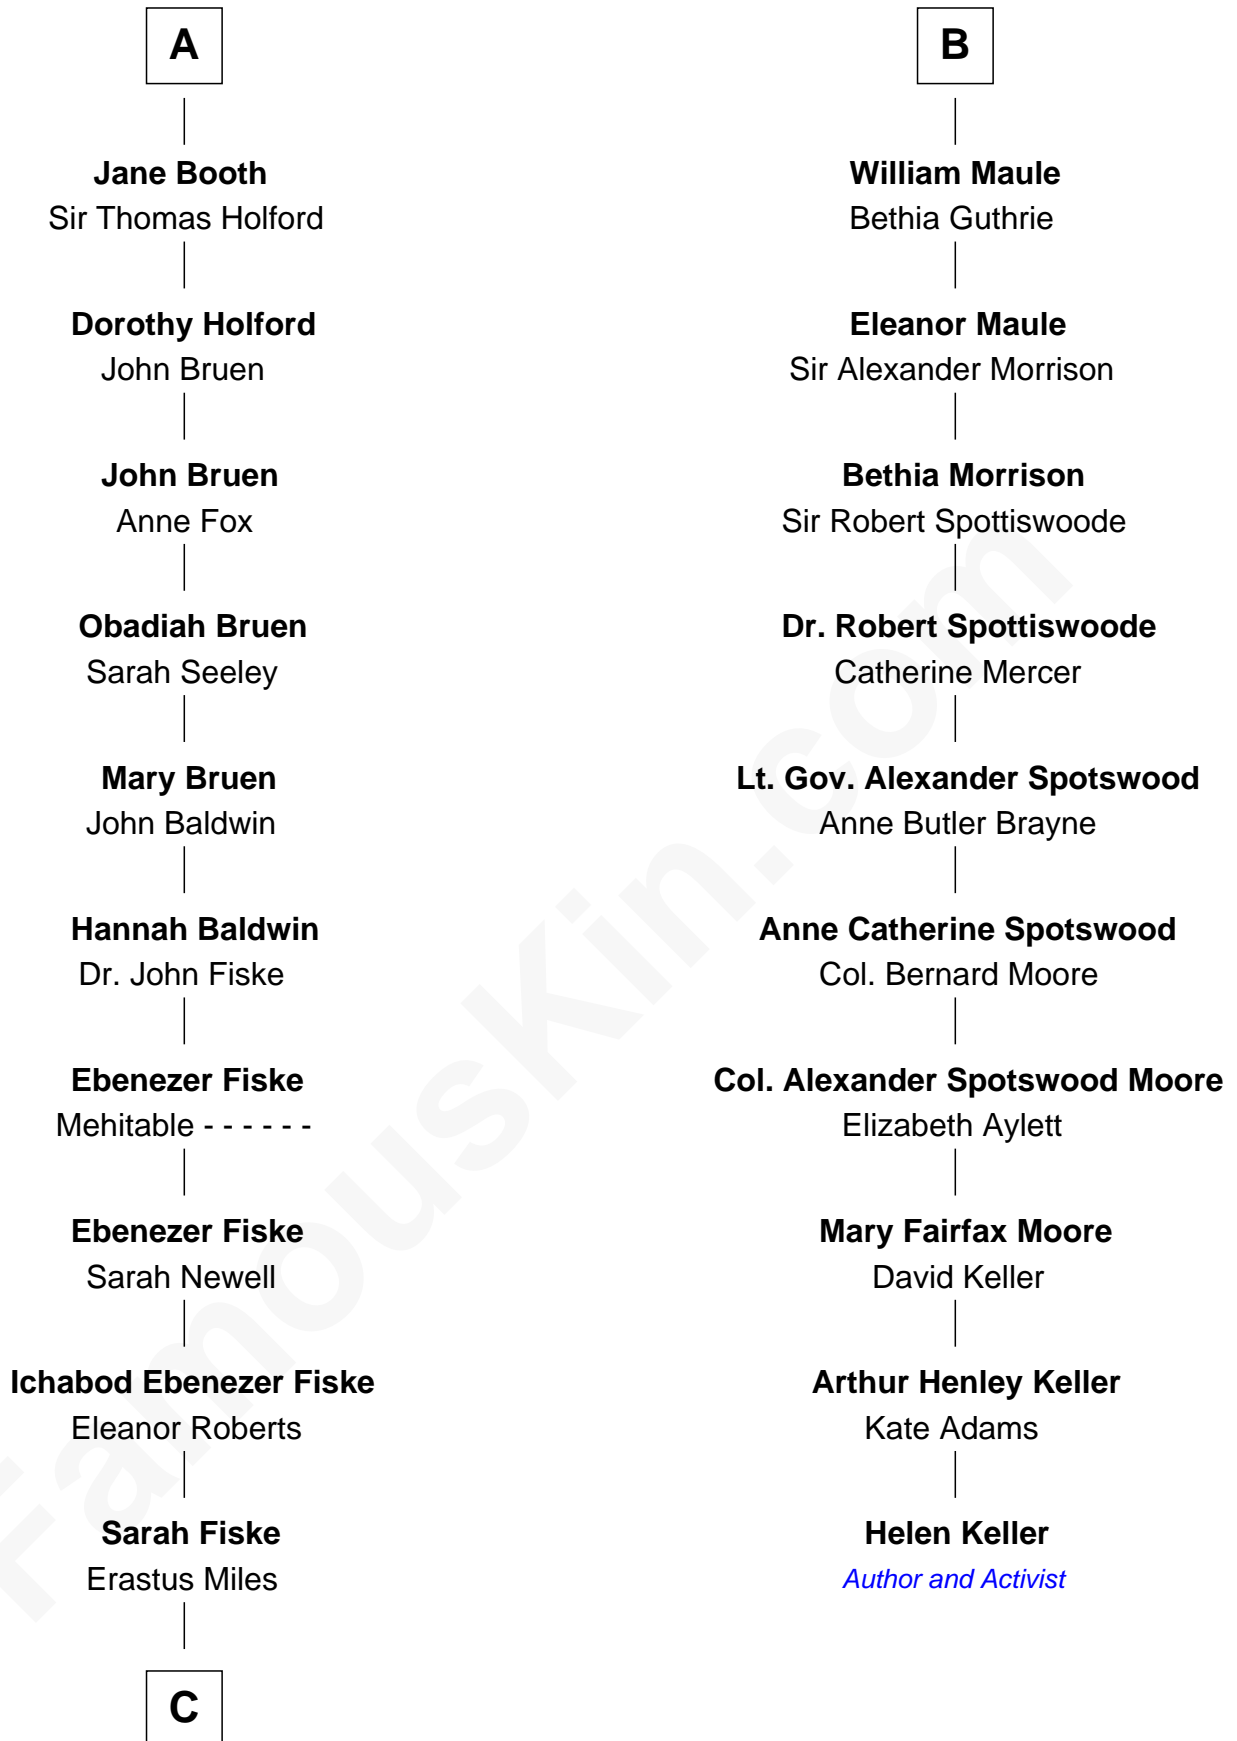 A
Jane Booth
Sir Thomas Holford
Dorothy Holford
John Bruen
John Bruen
Anne Fox
Obadiah Bruen
Sarah Seeley
Mary Bruen
John Baldwin
Hannah Baldwin
Dr. John Fiske
Ebenezer Fiske
Mehitable - - - - - -
Ebenezer Fiske
Sarah Newell
Ichabod Ebenezer Fiske
Eleanor Roberts
Sarah Fiske
Erastus Miles
C
B
William Maule
Bethia Guthrie
Eleanor Maule
Sir Alexander Morrison
Bethia Morrison
Sir Robert Spottiswoode
Dr. Robert Spottiswoode
Catherine Mercer
Lt. Gov. Alexander Spotswood
Anne Butler Brayne
Anne Catherine Spotswood
Col. Bernard Moore
Col. Alexander Spotswood Moore
Elizabeth Aylett
Mary Fairfax Moore
David Keller
Arthur Henley Keller
Kate Adams
Helen Keller
Author and Activist
FamousKin.com